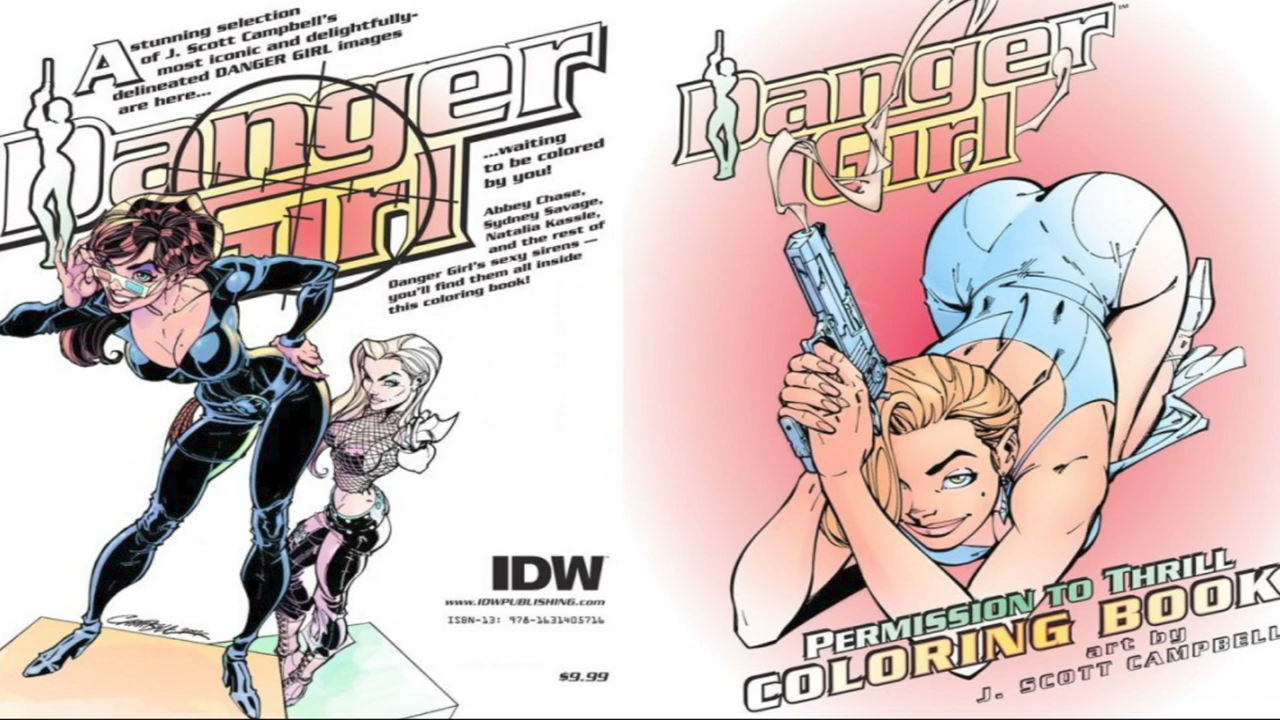 A stunning selection
of J. Scott Campbell's
most iconic and delightfully-
delineated DANGER GIRL images
are here...
Danger
Girl
...waiting
to be colored
by you!
Abbey Chase,
Sydney Savage,
Natalia Kassle,
and the rest of
Danger Girl's sexy sirens —
you'll find them all inside
this coloring book!
CAMPBELL
IDW
www.IDWPUBLISHING.com
ISBN-13: 978-1631405716
$9.99
Danger
Girl
TM
PERMISSION TO THRILL
COLORING BOOK
art by
J. SCOTT CAMPBELL